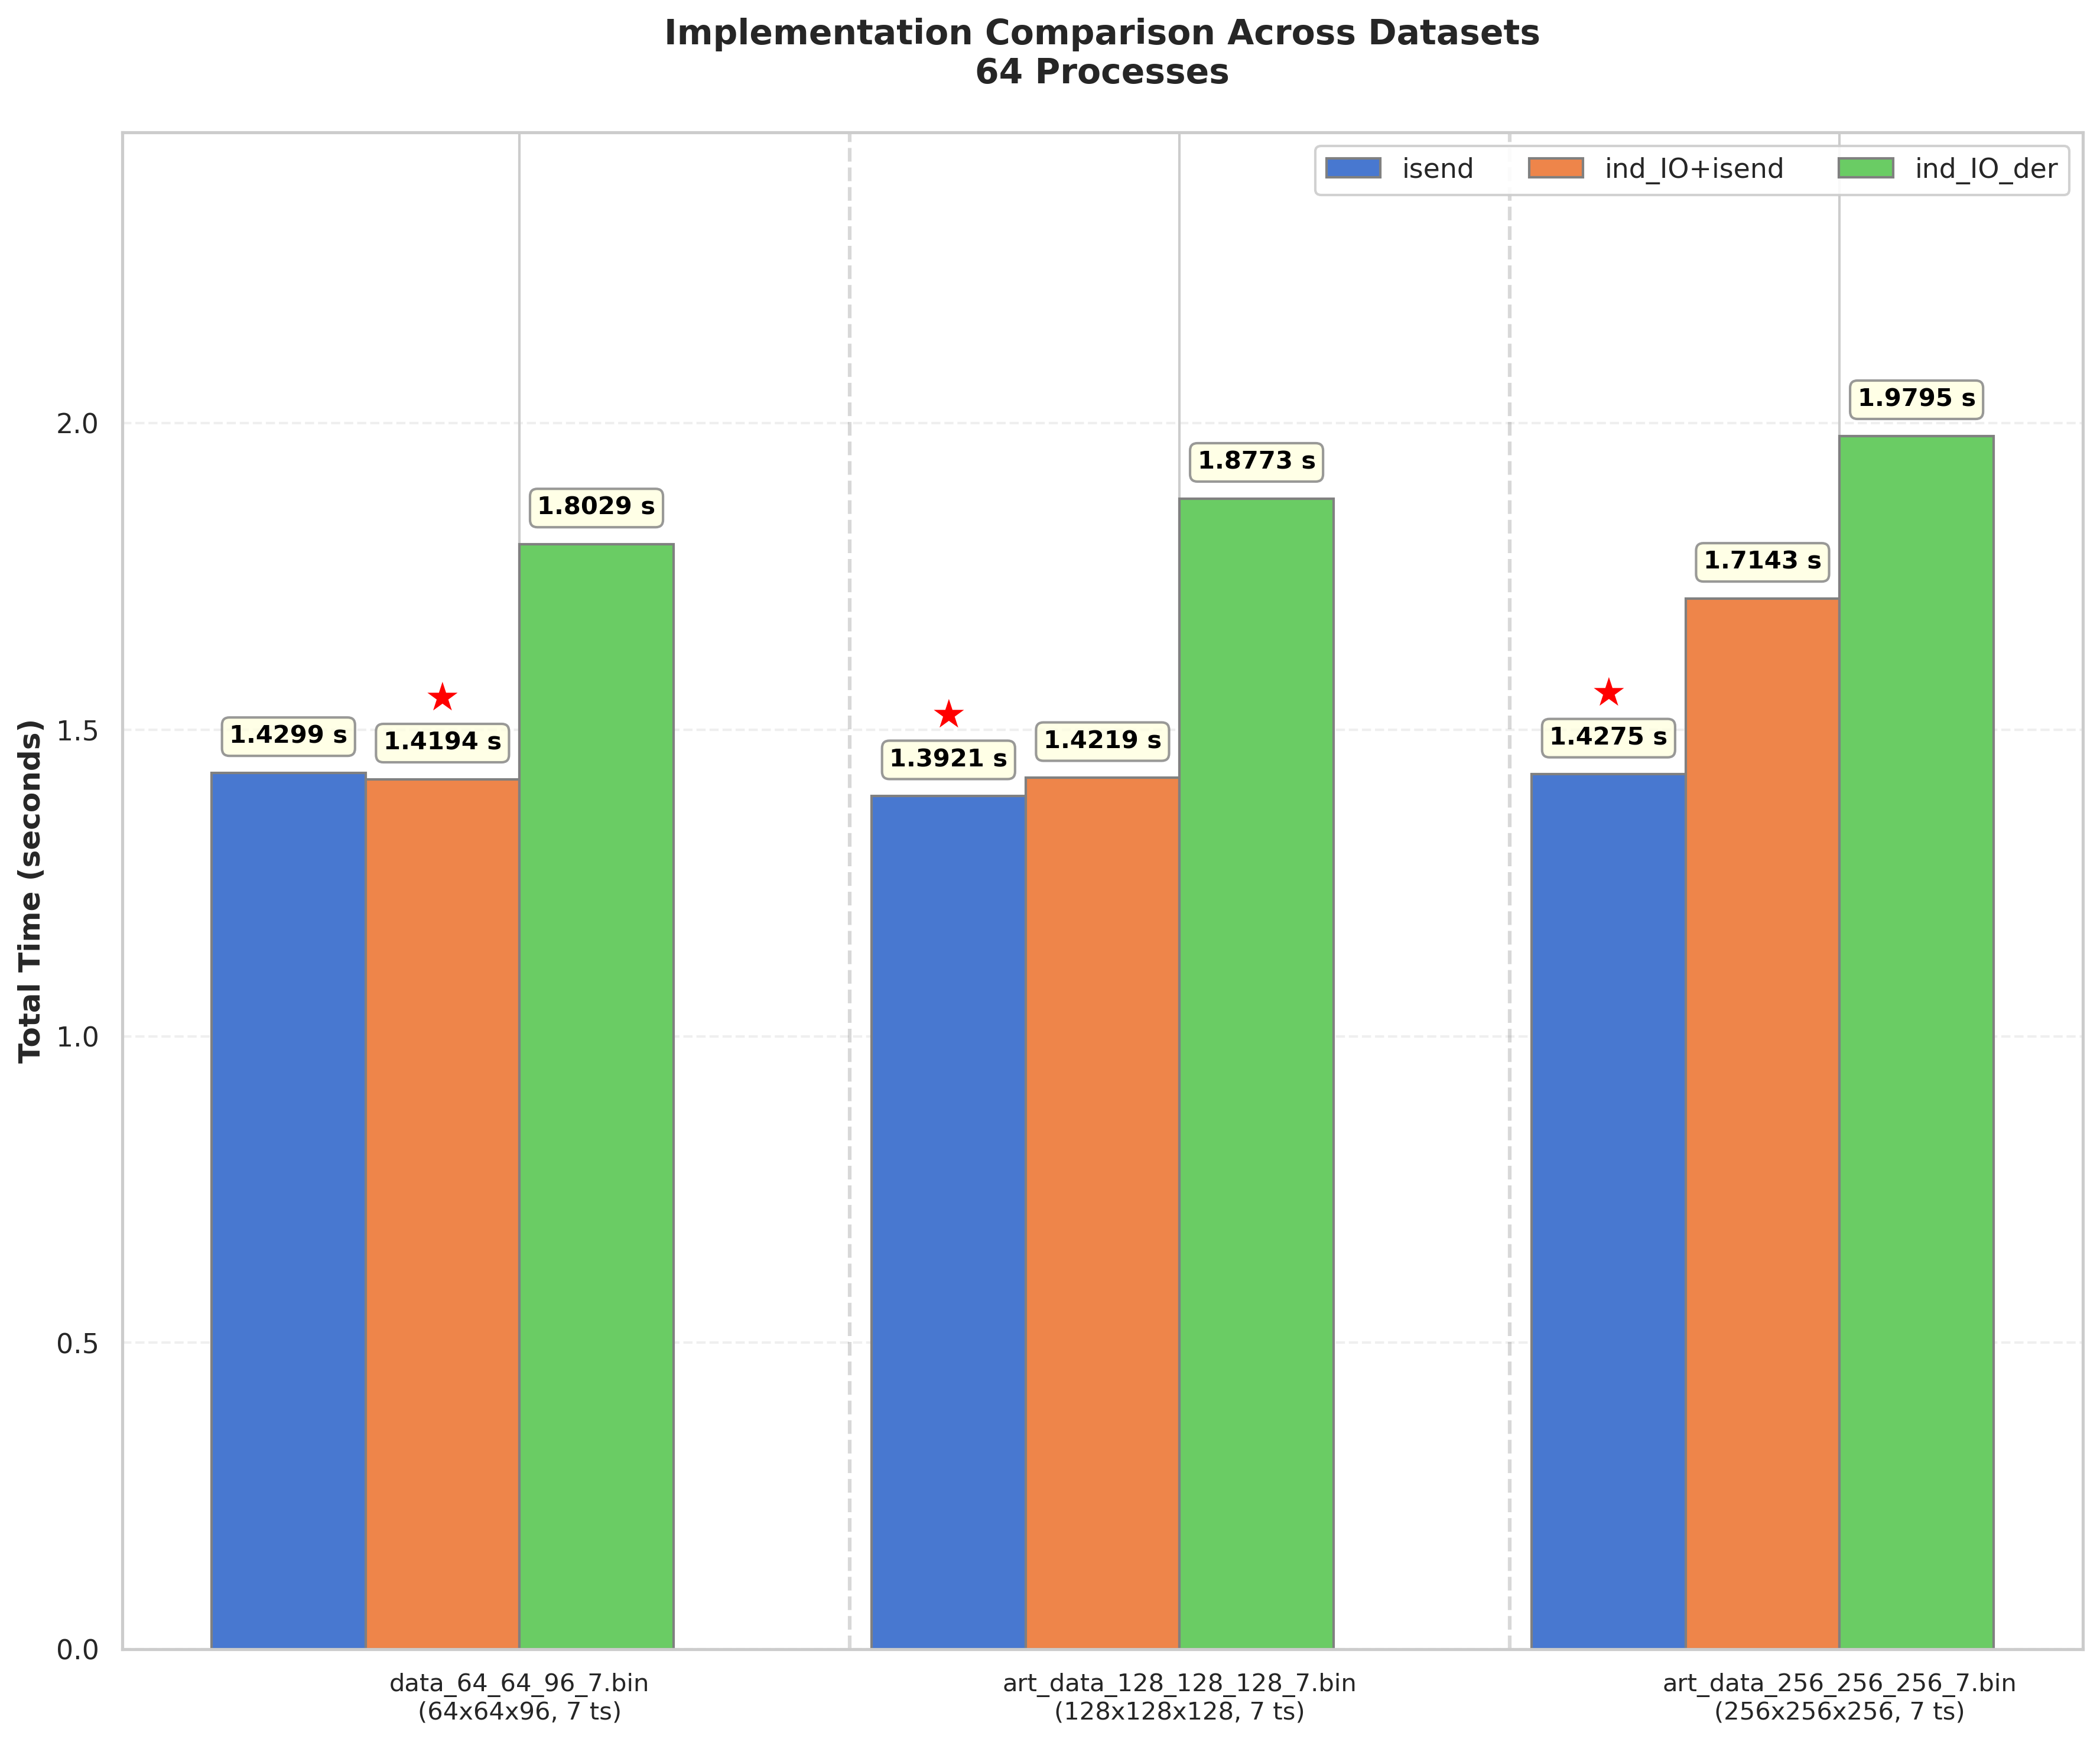 Implementation Comparison Across Datasets
64 Processes
isend
ind_IO+isend
ind_IO_der
Total Time (seconds)
2.0
1.5
1.0
0.5
0.0
1.4299 s
1.4194 s
1.8029 s
1.3921 s
1.4219 s
1.8773 s
1.4275 s
1.7143 s
1.9795 s
data_64_64_96_7.bin
(64x64x96, 7 ts)
art_data_128_128_128_7.bin
(128x128x128, 7 ts)
art_data_256_256_256_7.bin
(256x256x256, 7 ts)